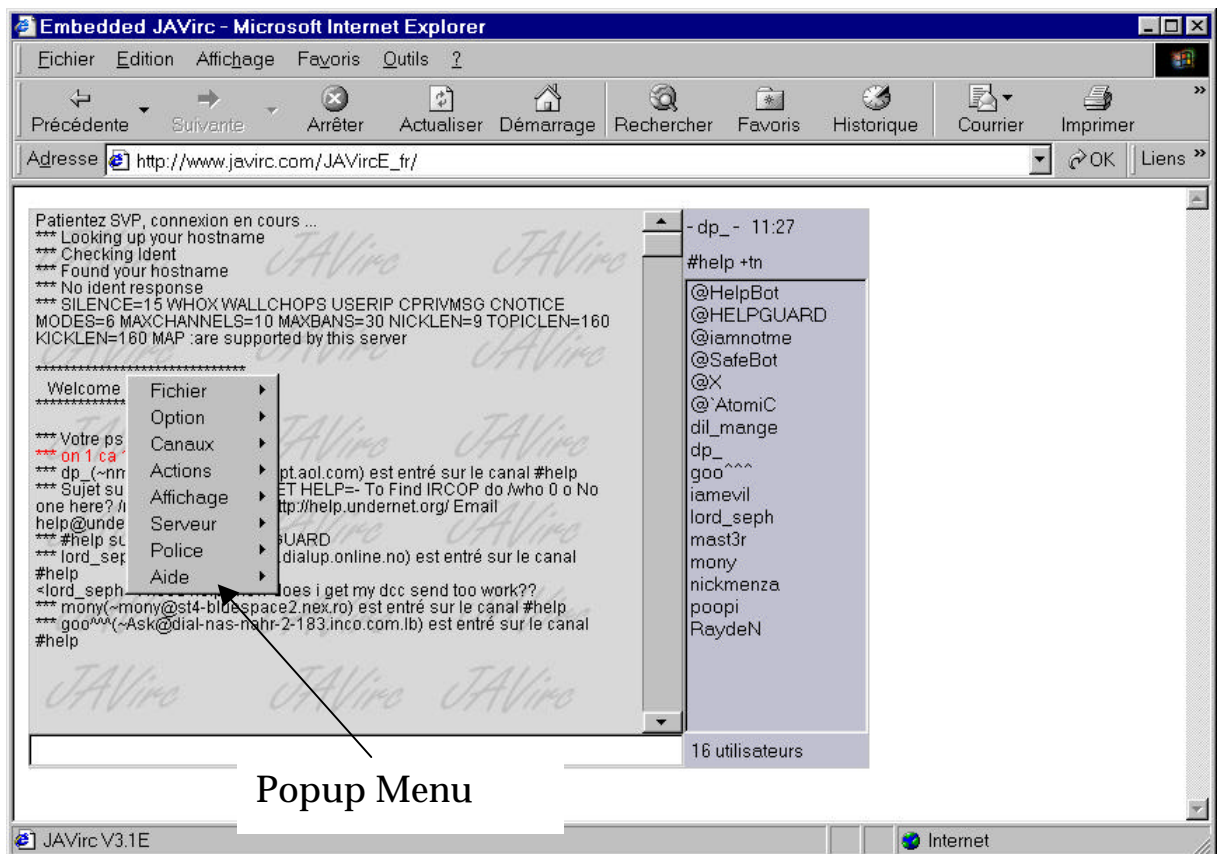 Embedded JAVirc - Microsoft Internet Explorer
Fichier Edition Affichage Favoris Outils ?
Précédente Suivante Arrêter Actualiser Démarrage Rechercher Favoris Historique Courrier Imprimer »
Adresse http://www.javirc.com/JAVircE_fr/ OK Liens »
Patientez SVP, connexion en cours ...
*** Looking up your hostname
*** Checking Ident
*** Found your hostname
*** No ident response
*** SILENCE=15 WHOX WALLCHOPS USERIP CPRIVMSG CNOTICE
MODES=6 MAXCHANNELS=10 MAXBANS=30 NICKLEN=9 TOPICLEN=160
KICKLEN=160 MAP :are supported by this server
*****************************
Welcome
*** Votre ps
*** on 1 ca
*** dp_(~nm pt.aol.com) est entré sur le canal #help
*** Sujet su ET HELP=- To Find IRCOP do /who 0 o No
one here? ttp://help.undernet.org/ Email
help@unde
*** #help su GUARD
*** lord_sep .dialup.online.no) est entré sur le canal
#help
<lord_seph does i get my dcc send too work??
*** mony(~mony@st4-bluespace2.nex.ro) est entré sur le canal #help
*** goo^^^(~Ask@dial-nas-nahr-2-183.inco.com.lb) est entré sur le canal
#help
Fichier
Option
Canaux
Actions
Affichage
Serveur
Police
Aide
- dp_ - 11:27
#help +tn
@HelpBot
@HELPGUARD
@iamnotme
@SafeBot
@X
@`AtomiC
dil_mange
dp_
goo^^^
iamevil
lord_seph
mast3r
mony
nickmenza
poopi
RaydeN
16 utilisateurs
Popup Menu
JAVirc V3.1E Internet